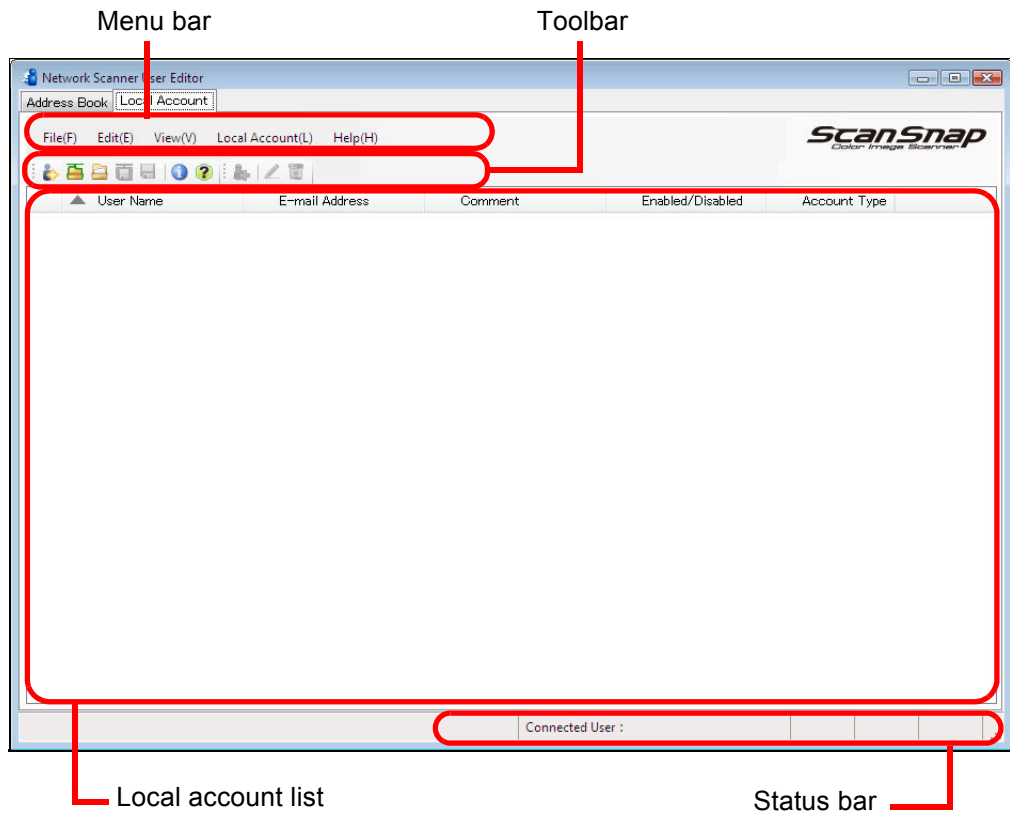 Menu bar
Toolbar
Network Scanner User Editor
Address Book Local Account
File(F) Edit(E) View(V) Local Account(L) Help(H)
ScanSnap
Color Image Scanner
User Name E-mail Address Comment Enabled/Disabled Account Type
Connected User :
Local account list
Status bar